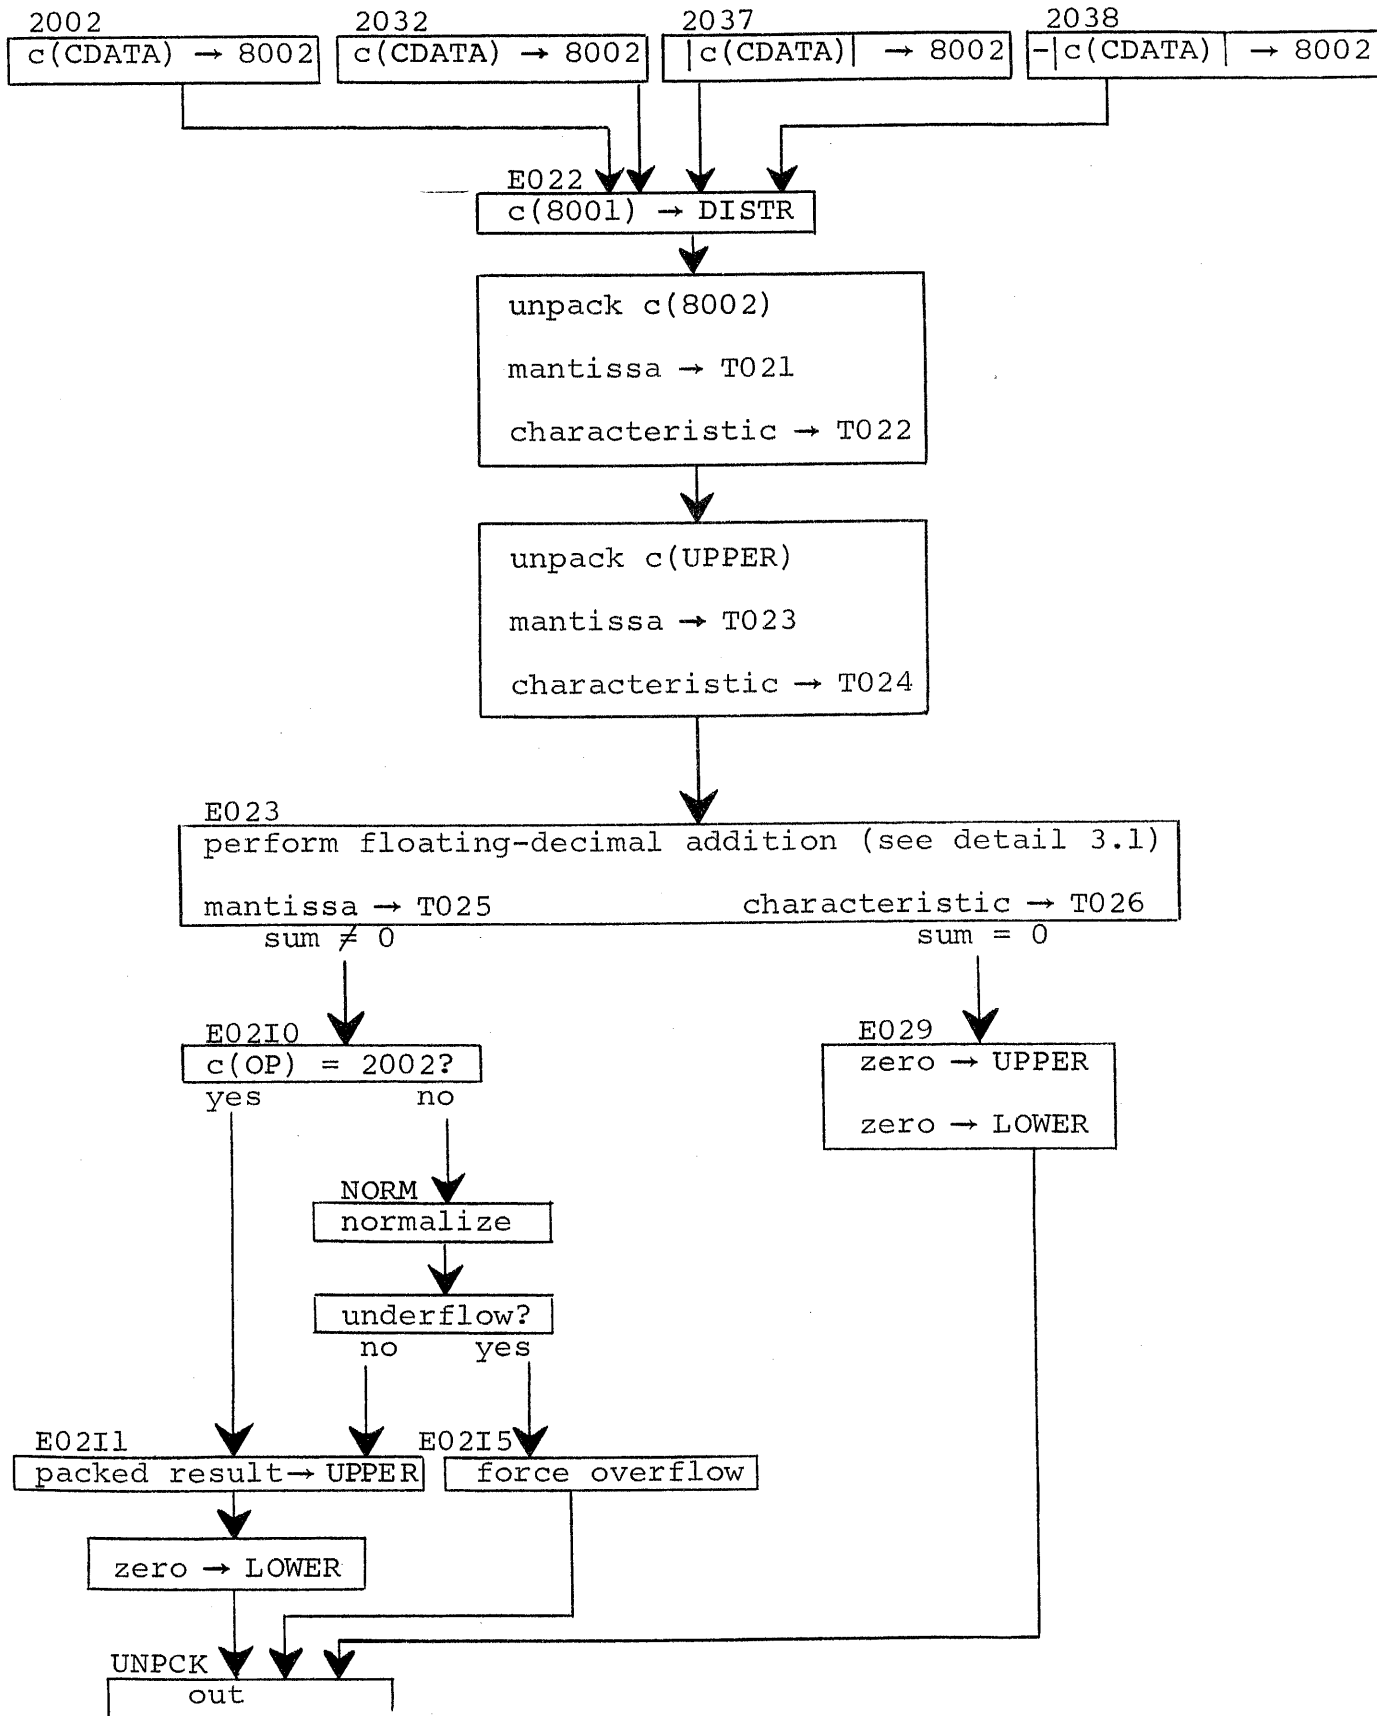 2002 2032 2037 2038
c(CDATA) → 8002 c(CDATA) → 8002 |c(CDATA)| → 8002 -|c(CDATA)| → 8002
E022
c(8001) → DISTR
unpack c(8002)
mantissa → T021
characteristic → T022
unpack c(UPPER)
mantissa → T023
characteristic → T024
E023
perform floating-decimal addition (see detail 3.1)
mantissa → T025 characteristic → T026
sum ≠ 0 sum = 0
E02I0 E029
c(OP) = 2002? zero → UPPER
yes no
zero → LOWER
NORM
normalize
underflow?
no yes
E02I1 E02I5
packed result → UPPER force overflow
zero → LOWER
UNPCK
out